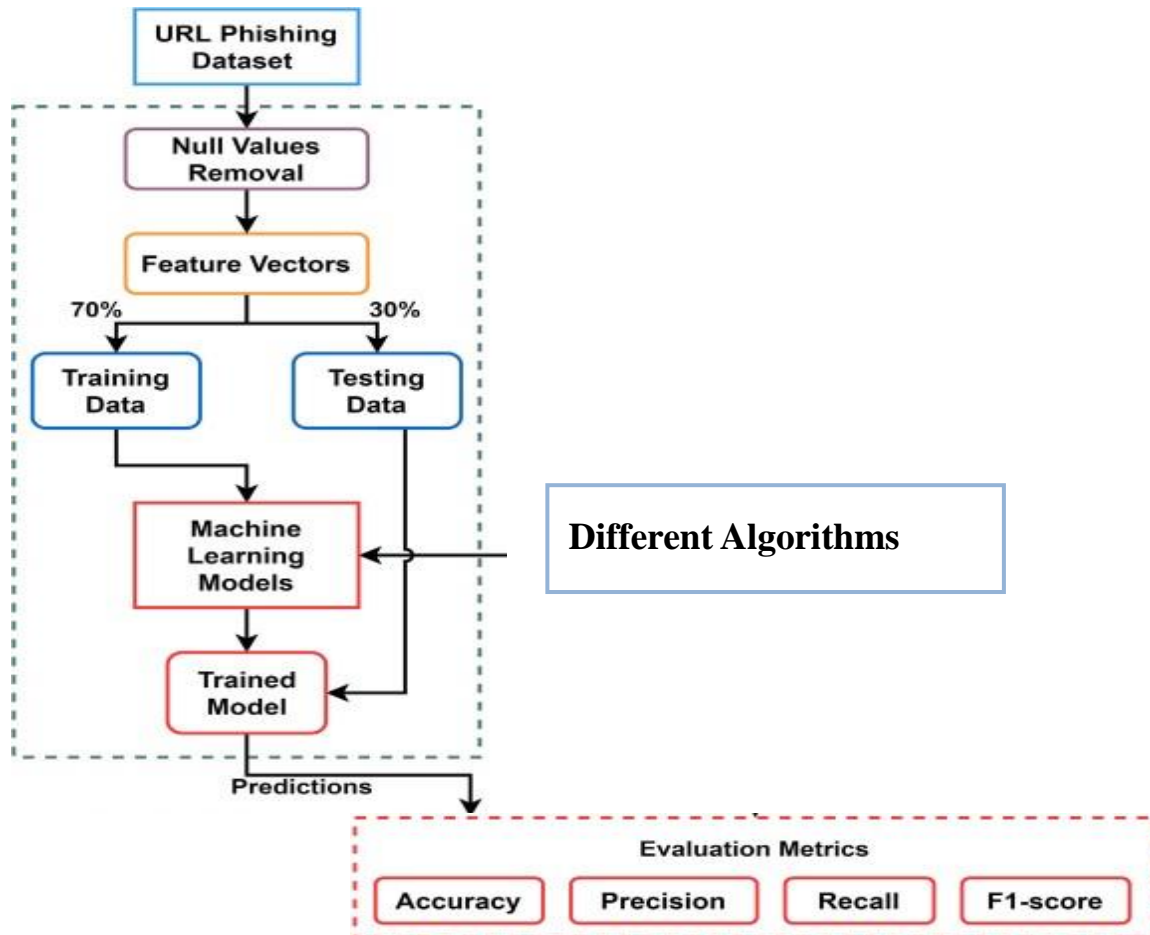 URL Phishing
Dataset
Null Values
Removal
Feature Vectors
70%
30%
Training
Data
Testing
Data
Machine
Learning
Models
Different Algorithms
Trained
Model
Predictions
Evaluation Metrics
Accuracy
Precision
Recall
F1-score